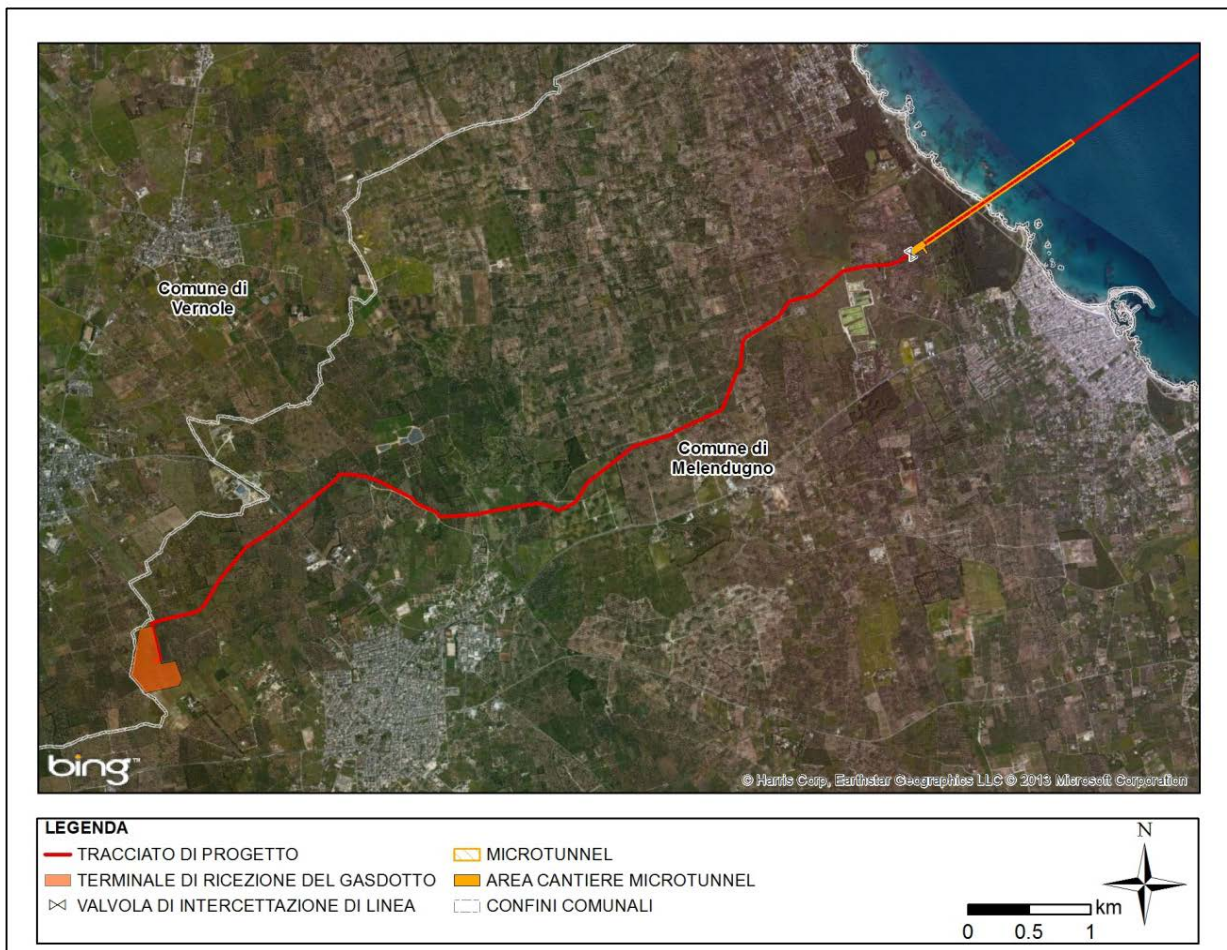 Comune di
Vernole
Comune di
Melendugno
bing™
© Harris Corp, Earthstar Geographics LLC © 2013 Microsoft Corporation
LEGENDA
TRACCIATO DI PROGETTO
TERMINALE DI RICEZIONE DEL GASDOTTO
VALVOLA DI INTERCETTAZIONE DI LINEA
MICROTUNNEL
AREA CANTIERE MICROTUNNEL
CONFINI COMUNALI
N
km
0 0.5 1